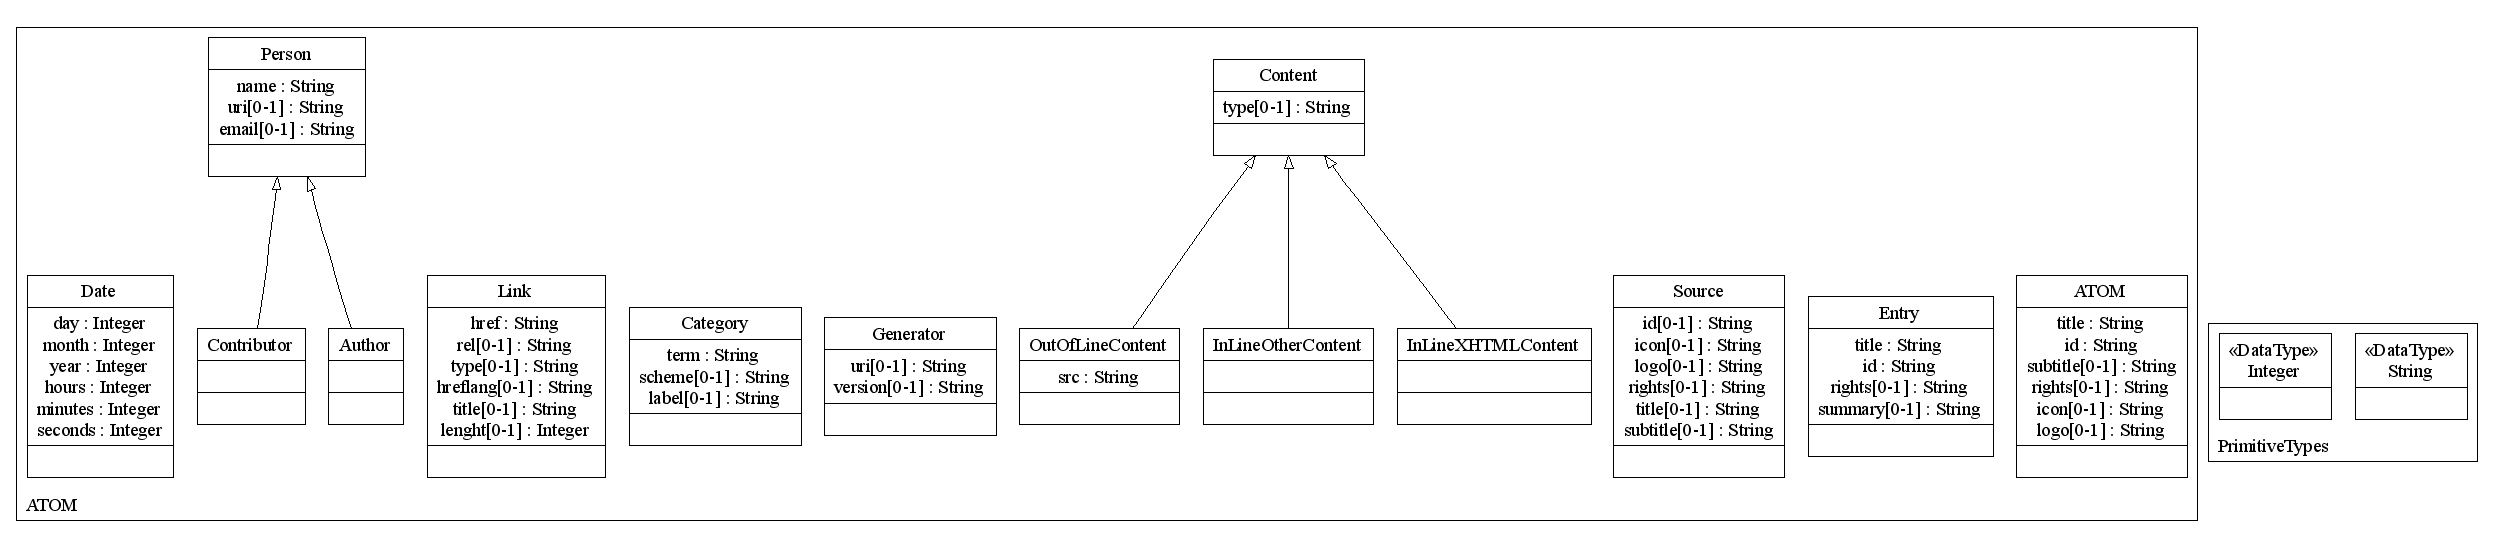 Person
name : String
uri[0-1] : String
email[0-1] : String
Content
type[0-1] : String
Date
day : Integer
month : Integer
year : Integer
hours : Integer
minutes : Integer
seconds : Integer
Contributor
Author
Link
href : String
rel[0-1] : String
type[0-1] : String
hreflang[0-1] : String
title[0-1] : String
lenght[0-1] : Integer
Category
term : String
scheme[0-1] : String
label[0-1] : String
Generator
uri[0-1] : String
version[0-1] : String
OutOfLineContent
src : String
InLineOtherContent
InLineXHTMLContent
Source
id[0-1] : String
icon[0-1] : String
logo[0-1] : String
rights[0-1] : String
title[0-1] : String
subtitle[0-1] : String
Entry
title : String
id : String
rights[0-1] : String
summary[0-1] : String
ATOM
title : String
id : String
subtitle[0-1] : String
rights[0-1] : String
icon[0-1] : String
logo[0-1] : String
ATOM
«DataType»
Integer
«DataType»
String
PrimitiveTypes